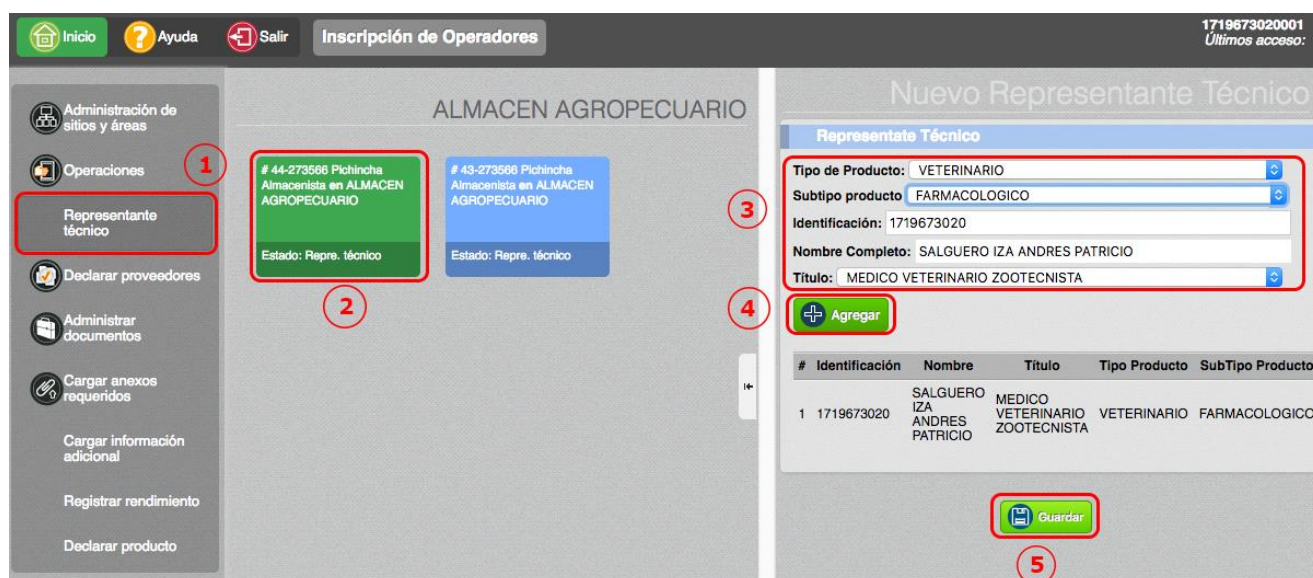 Inicio
Ayuda
Salir
Inscripción de Operadores
1719673020001
Últimos acceso:
Administración de
sitios y áreas
Operaciones
1
Representante
técnico
Declarar proveedores
Administrar
documentos
Cargar anexos
requeridos
Cargar información
adicional
Registrar rendimiento
Declarar producto
ALMACEN AGROPECUARIO
# 44-273566 Pichincha
Almacenista en ALMACEN
AGROPECUARIO
Estado: Repre. técnico
2
# 43-273566 Pichincha
Almacenista en ALMACEN
AGROPECUARIO
Estado: Repre. técnico
Nuevo Representante Técnico
Representate Técnico
3
Tipo de Producto: VETERINARIO
Subtipo producto FARMACOLOGICO
Identificación: 1719673020
Nombre Completo: SALGUERO IZA ANDRES PATRICIO
Título: MEDICO VETERINARIO ZOOTECNISTA
4
Agregar
# Identificación Nombre Título Tipo Producto SubTipo Producto
1 1719673020 SALGUERO IZA ANDRES PATRICIO MEDICO VETERINARIO ZOOTECNISTA VETERINARIO FARMACOLOGICO
Guardar
5